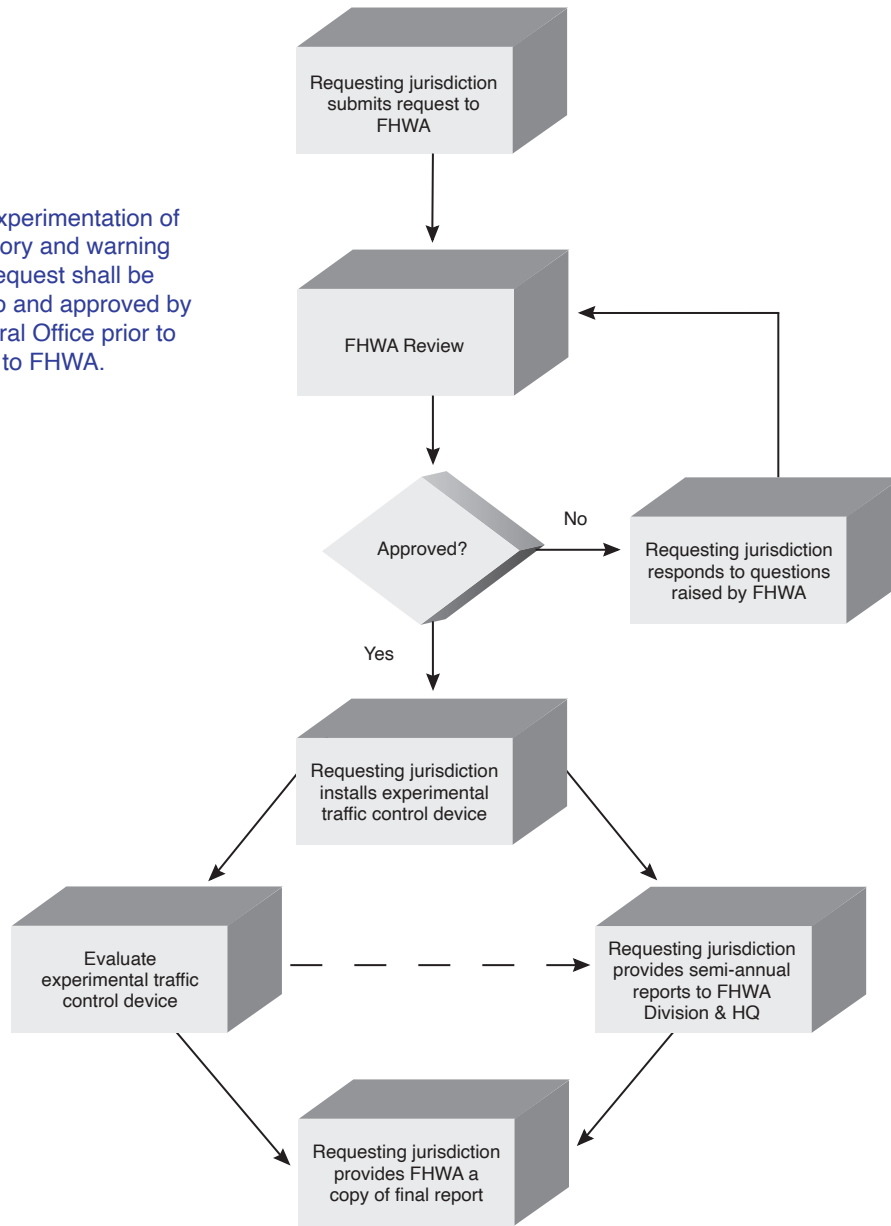 Requesting jurisdiction
submits request to
FHWA
xperimentation of
ory and warning
equest shall be
o and approved by
ral Office prior to
to FHWA.
FHWA Review
Approved?
No
Requesting jurisdiction
responds to questions
raised by FHWA
Yes
Requesting jurisdiction
installs experimental
traffic control device
Evaluate
experimental traffic
control device
Requesting jurisdiction
provides semi-annual
reports to FHWA
Division & HQ
Requesting jurisdiction
provides FHWA a
copy of final report